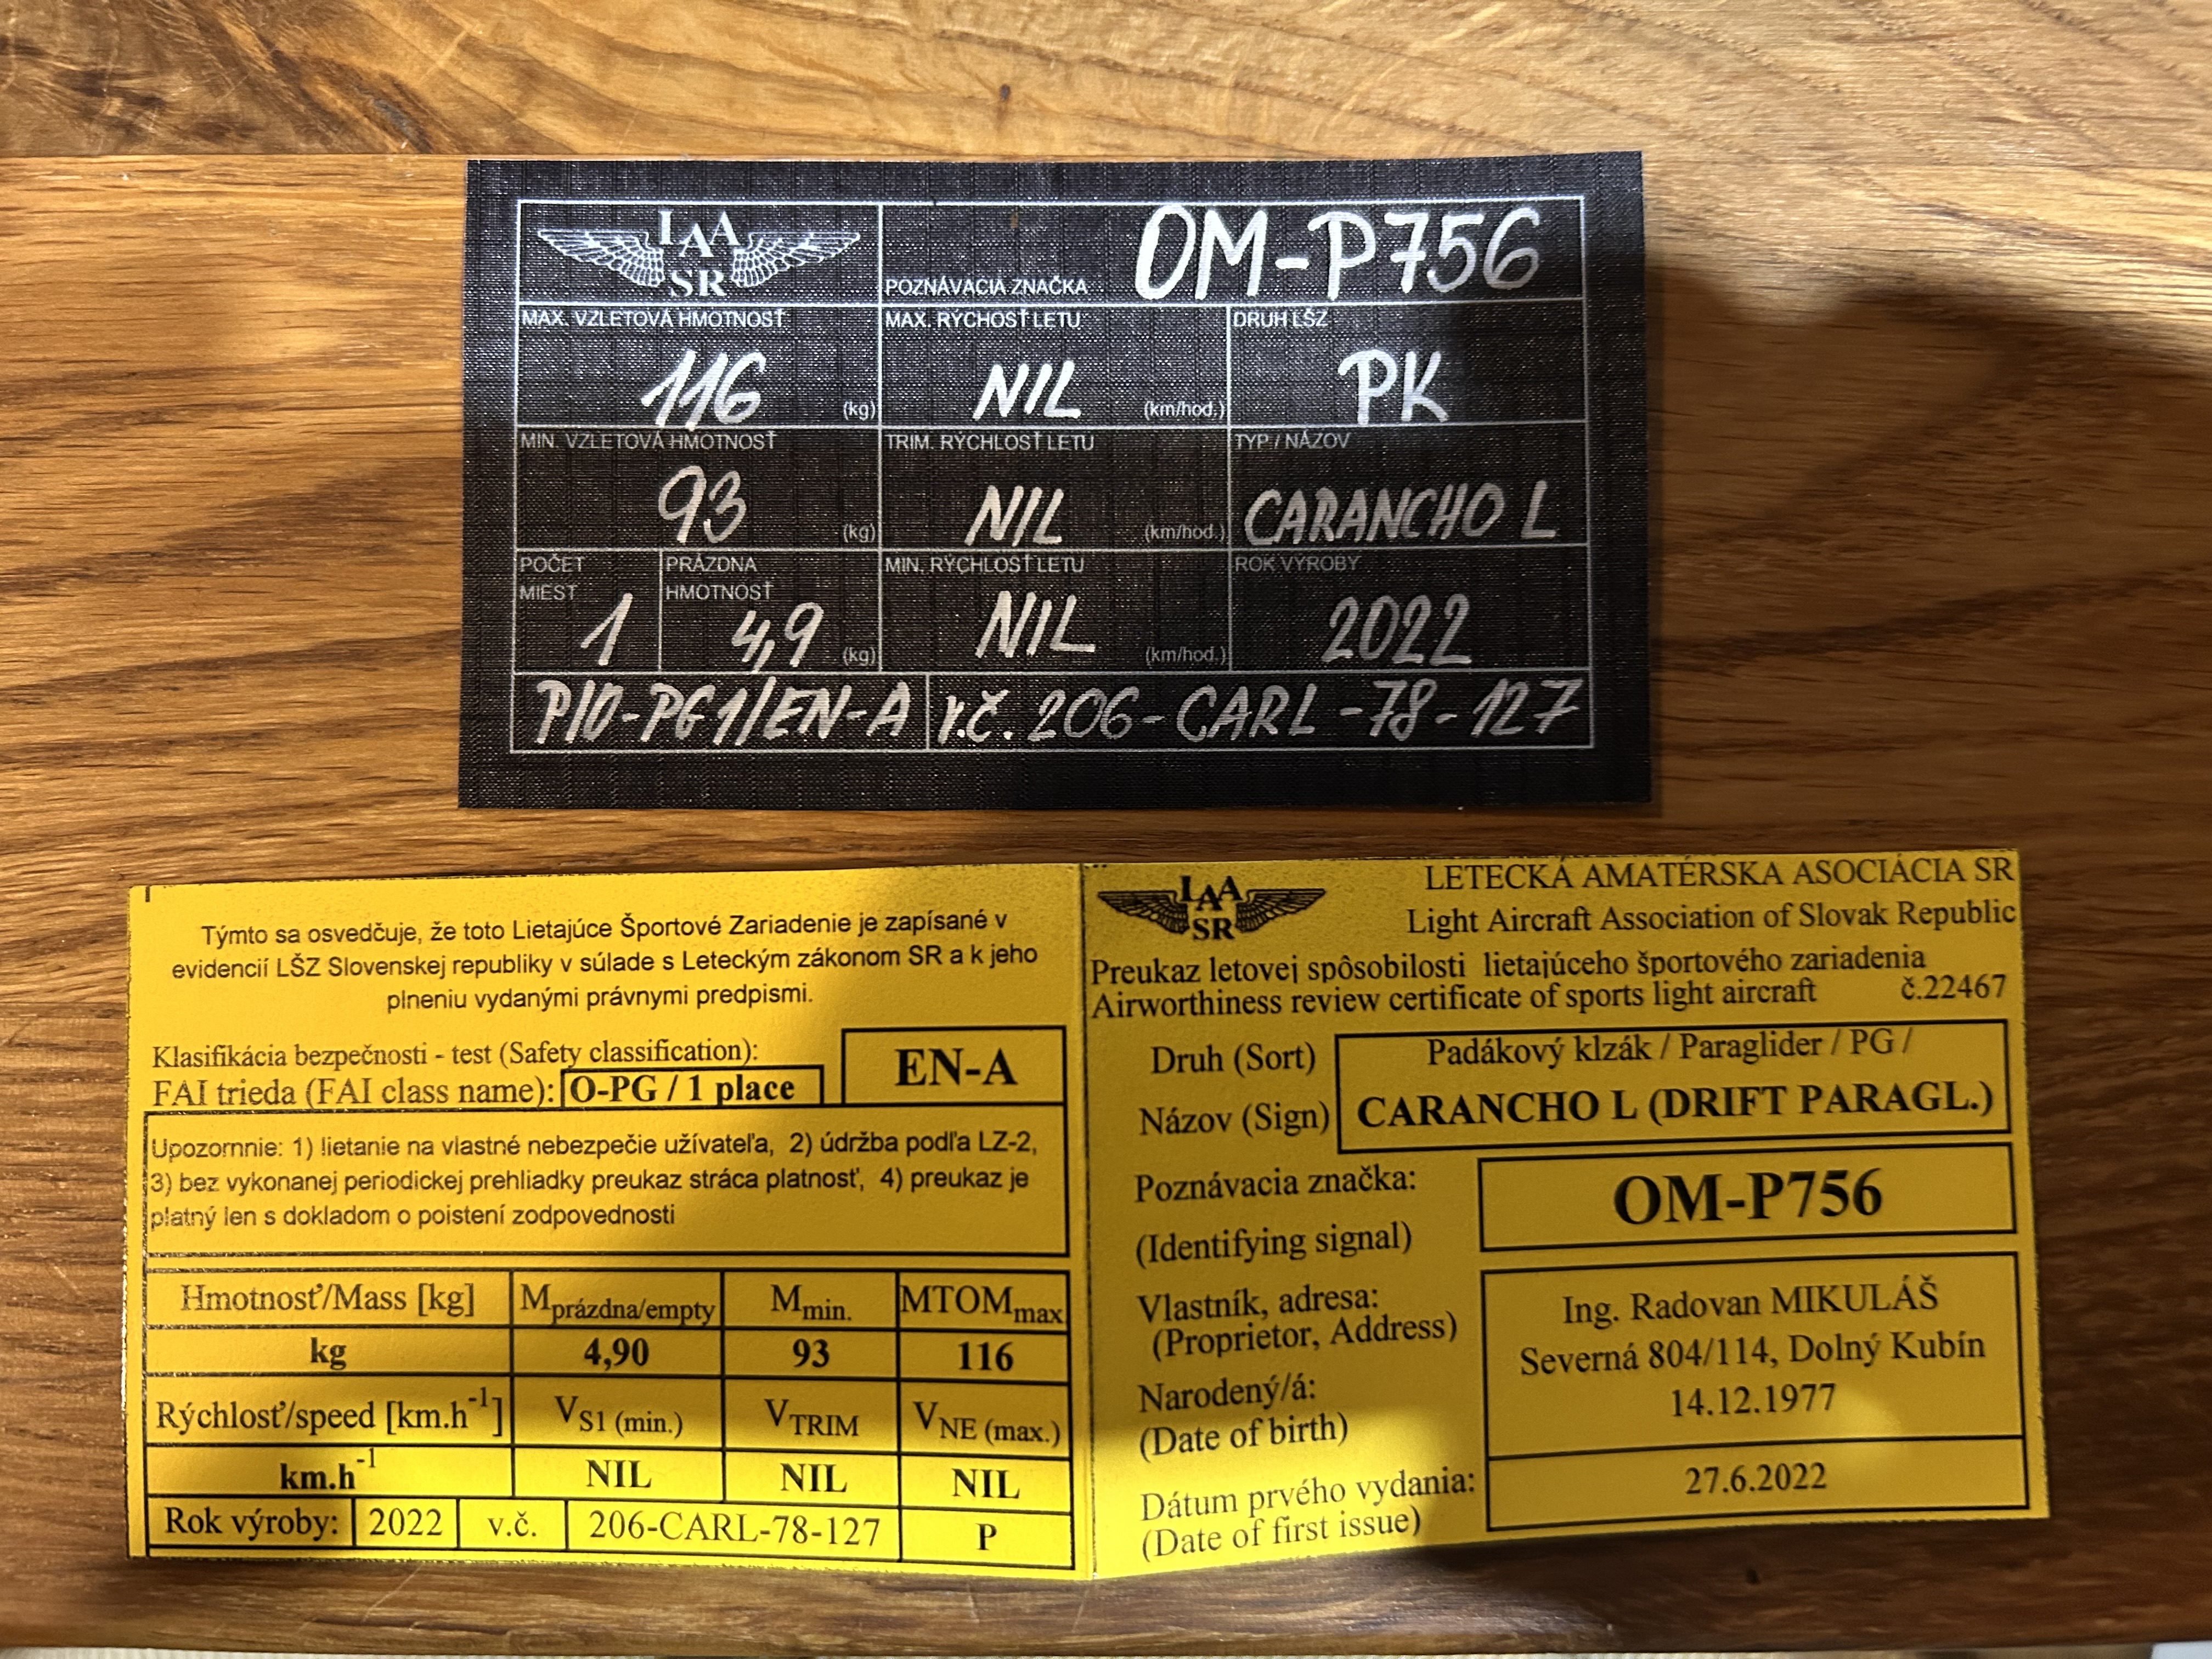 LAA
SR
POZNÁVACIA ZNAČKA OM-P756
MAX. VZLETOVÁ HMOTNOSŤ 116 (kg)
MAX. RÝCHOSŤ LETU NIL (km/hod.)
DRUH LŠZ PK
MIN. VZLETOVÁ HMOTNOSŤ 93 (kg)
TRIM. RÝCHLOSŤ LETU NIL (km/hod.)
TYP / NÁZOV CARANCHO L
POČET MIEST 1
PRÁZDNA HMOTNOSŤ 4,9 (kg)
MIN. RÝCHLOSŤ LETU NIL (km/hod.)
ROK VÝROBY 2022
P/O-PG1/EN-A v.č. 206-CARL-78-127
Týmto sa osvedčuje, že toto Lietajúce Športové Zariadenie je zapísané v
evidencií LŠZ Slovenskej republiky v súlade s Leteckým zákonom SR a k jeho
plneniu vydanými právnymi predpismi.
Klasifikácia bezpečnosti - test (Safety classification):
EN-A
FAI trieda (FAI class name): O-PG / 1 place
Upozornnie: 1) lietanie na vlastné nebezpečie užívateľa, 2) údržba podľa LZ-2,
3) bez vykonanej periodickej prehliadky preukaz stráca platnosť, 4) preukaz je
platný len s dokladom o poistení zodpovednosti
Hmotnosť/Mass [kg] Mprázdna/empty Mmin. MTOMmax
kg 4,90 93 116
Rýchlosť/speed [km.h-1] VS1 (min.) VTRIM VNE (max.)
km.h-1 NIL NIL NIL
Rok výroby: 2022 v.č. 206-CARL-78-127 P
LAA
SR
LETECKÁ AMATÉRSKA ASOCIÁCIA SR
Light Aircraft Association of Slovak Republic
Preukaz letovej spôsobilosti lietajúceho športového zariadenia
Airworthiness review certificate of sports light aircraft č.22467
Druh (Sort) Padákový klzák / Paraglider / PG /
Názov (Sign) CARANCHO L (DRIFT PARAGL.)
Poznávacia značka:
(Identifying signal)
OM-P756
Vlastník, adresa:
(Proprietor, Address)
Ing. Radovan MIKULÁŠ
Severná 804/114, Dolný Kubín
Narodený/á:
(Date of birth)
14.12.1977
Dátum prvého vydania:
(Date of first issue)
27.6.2022